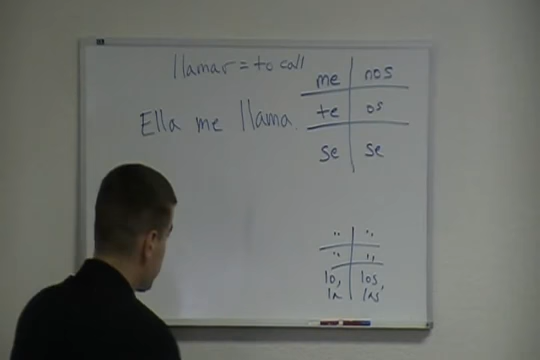 llamar = to call
Ella me llama.
me nos
te os
se se
" "
" "
lo, los,
la las